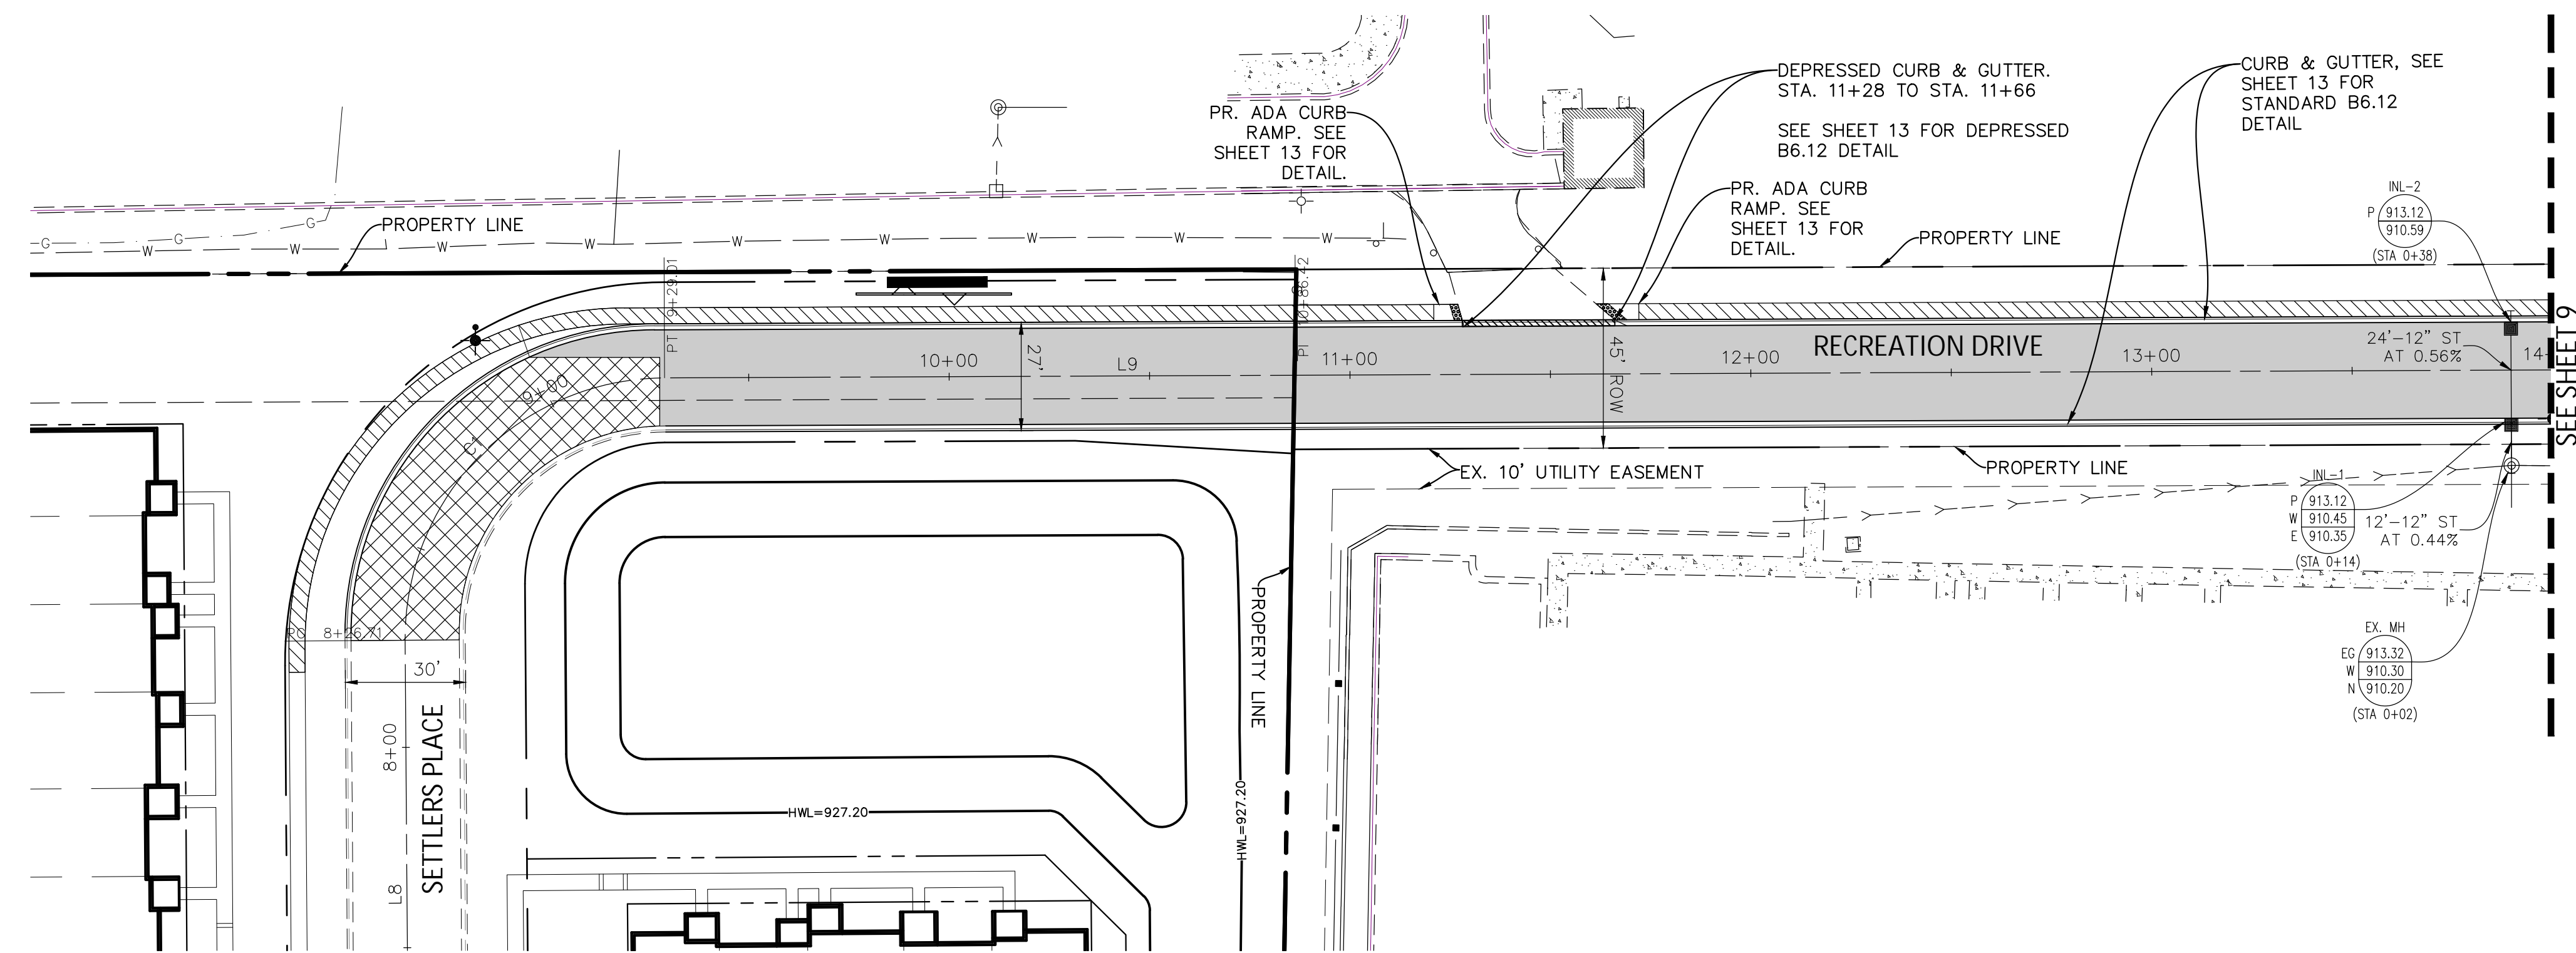 DEPRESSED CURB & GUTTER.
STA. 11+28 TO STA. 11+66
SEE SHEET 13 FOR DEPRESSED
B6.12 DETAIL
CURB & GUTTER, SEE
SHEET 13 FOR
STANDARD B6.12
DETAIL
PR. ADA CURB
RAMP. SEE
SHEET 13 FOR
DETAIL.
PR. ADA CURB
RAMP. SEE
SHEET 13 FOR
DETAIL.
INL-2
P 913.12
910.59
(STA 0+38)
PROPERTY LINE
PROPERTY LINE
G
G
G
W
W
W
W
W
W
W
W
W
PT 9+29.01
PI 10+86.42
SEE SHEET 9
RECREATION DRIVE
9+00
10+00
L9
11+00
12+00
13+00
14
27'
45' ROW
24'-12" ST
AT 0.56%
C7
EX. 10' UTILITY EASEMENT
PROPERTY LINE
INL-1
P 913.12
W 910.45
E 910.35
(STA 0+14)
12'-12" ST
AT 0.44%
PROPERTY LINE
PC 8+26.71
30'
8+00
SETTLERS PLACE
L8
HWL=927.20
HWL=927.20
EX. MH
EG 913.32
W 910.30
N 910.20
(STA 0+02)